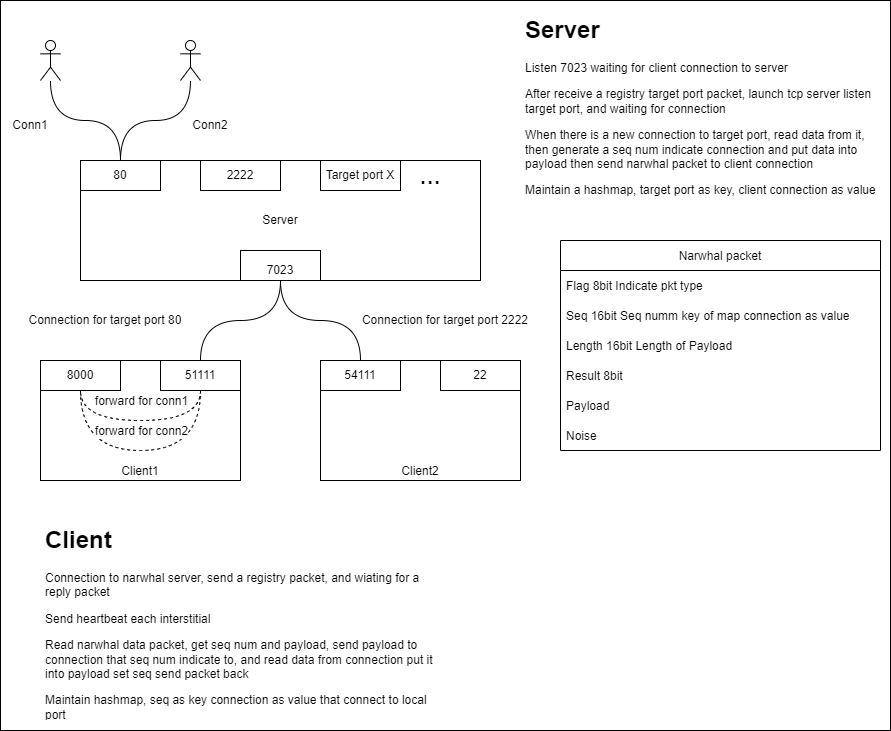 Server
Listen 7023 waiting for client connection to server
After receive a registry target port packet, launch tcp server listen
target port, and waiting for connection
When there is a new connection to target port, read data from it,
then generate a seq num indicate connection and put data into
payload then send narwhal packet to client connection
Maintain a hashmap, target port as key, client connection as value
Conn1
Conn2
80
2222
Target port X
...
Server
7023
Connection for target port 80
Connection for target port 2222
8000
51111
forward for conn1
forward for conn2
Client1
54111
22
Client2
Narwhal packet
Flag 8bit Indicate pkt type
Seq 16bit Seq numm key of map connection as value
Length 16bit Length of Payload
Result 8bit
Payload
Noise
Client
Connection to narwhal server, send a registry packet, and wiating for a
reply packet
Send heartbeat each interstitial
Read narwhal data packet, get seq num and payload, send payload to
connection that seq num indicate to, and read data from connection put it
into payload set seq send packet back
Maintain hashmap, seq as key connection as value that connect to local
port